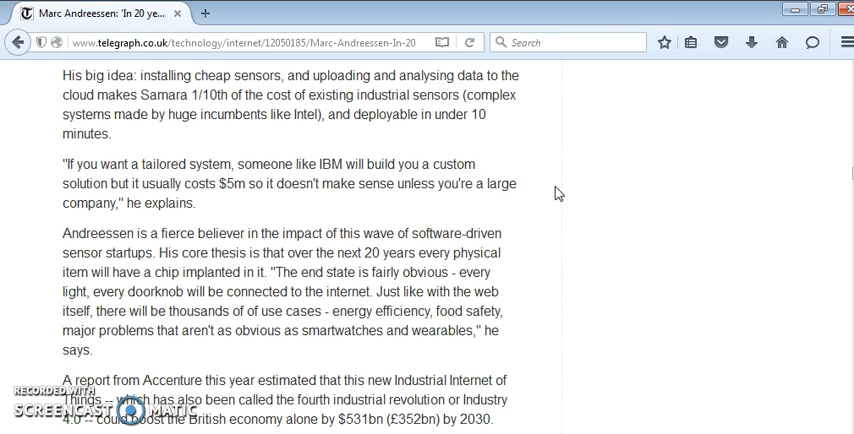 Marc Andreessen: 'In 20 ye...
www.telegraph.co.uk/technology/internet/12050185/Marc-Andreessen-In-20
Search
His big idea: installing cheap sensors, and uploading and analysing data to the
cloud makes Samara 1/10th of the cost of existing industrial sensors (complex
systems made by huge incumbents like Intel), and deployable in under 10
minutes.
"If you want a tailored system, someone like IBM will build you a custom
solution but it usually costs $5m so it doesn't make sense unless you're a large
company," he explains.
Andreessen is a fierce believer in the impact of this wave of software-driven
sensor startups. His core thesis is that over the next 20 years every physical
item will have a chip implanted in it. "The end state is fairly obvious - every
light, every doorknob will be connected to the internet. Just like with the web
itself, there will be thousands of of use cases - energy efficiency, food safety,
major problems that aren't as obvious as smartwatches and wearables," he
says.
A report from Accenture this year estimated that this new Industrial Internet of
Things -- which has also been called the fourth industrial revolution or Industry
4.0 -- could boost the British economy alone by $531bn (£352bn) by 2030.
RECORDED WITH
SCREENCAST MATIC